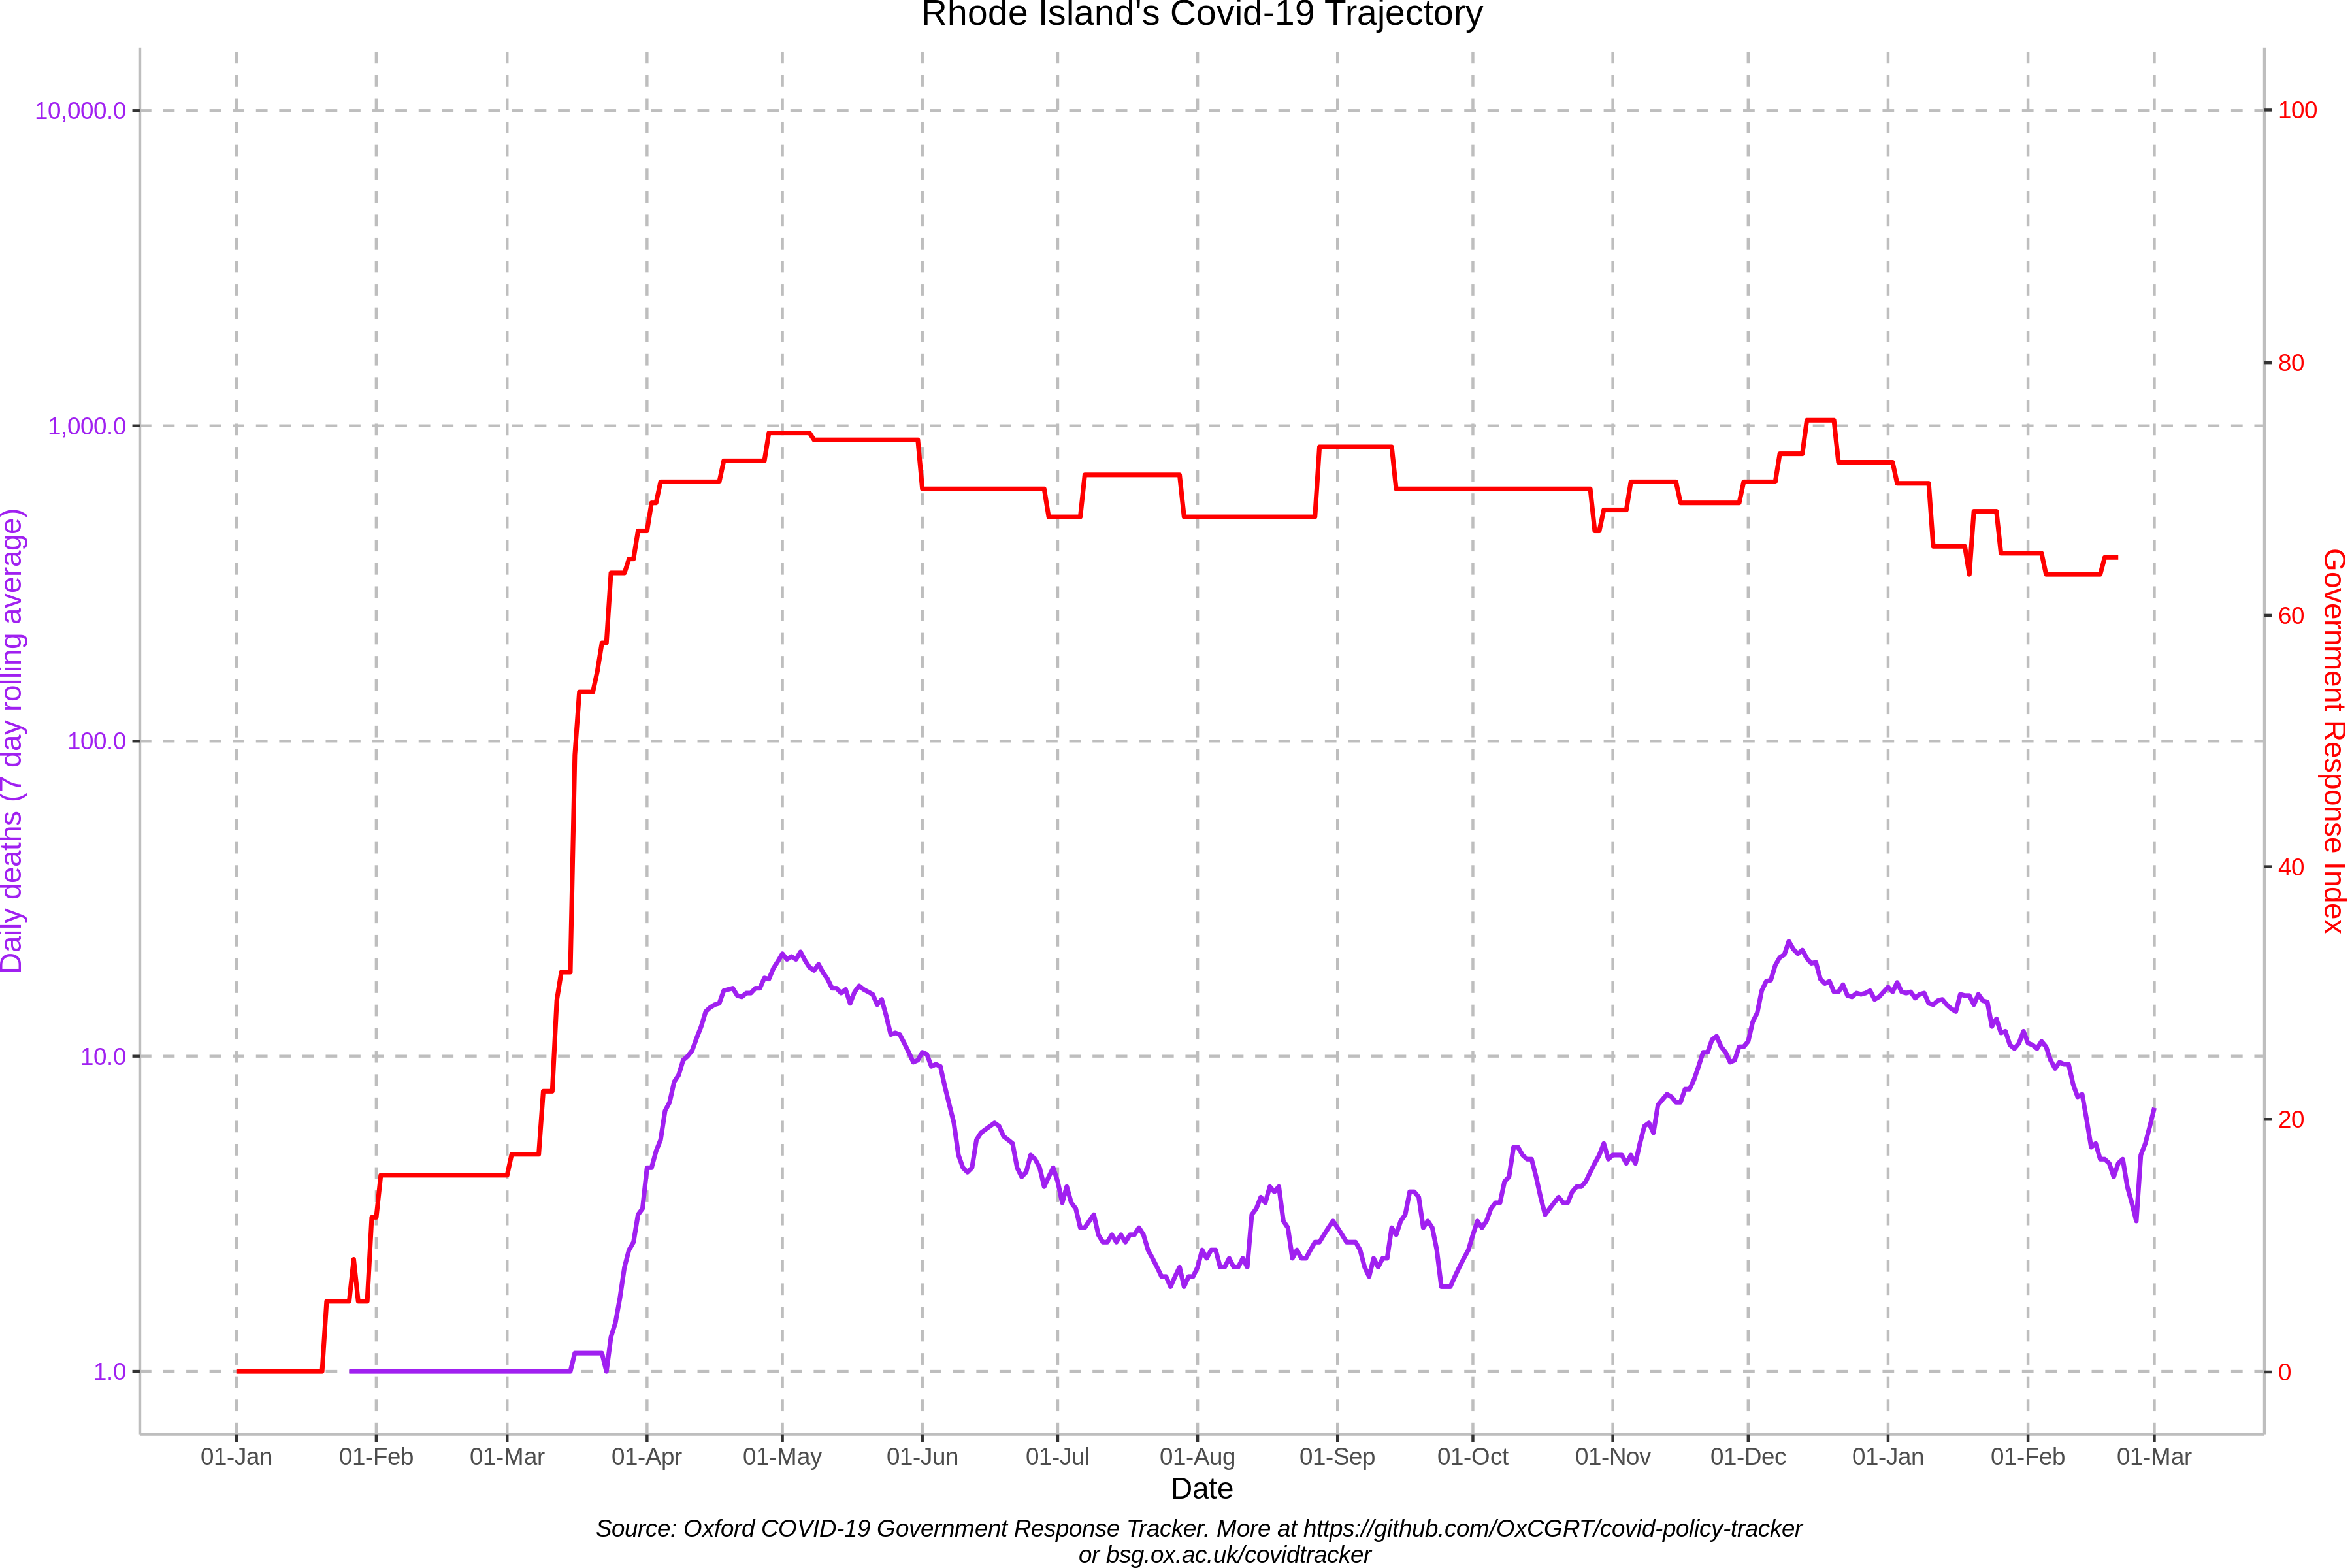 Rhode Island's Covid-19 Trajectory
10,000.0
1,000.0
100.0
10.0
1.0
Daily deaths (7 day rolling average)
100
80
60
40
20
0
Government Response Index
01-Jan 01-Feb 01-Mar 01-Apr 01-May 01-Jun 01-Jul 01-Aug 01-Sep 01-Oct 01-Nov 01-Dec 01-Jan 01-Feb 01-Mar
Date
Source: Oxford COVID-19 Government Response Tracker. More at https://github.com/OxCGRT/covid-policy-tracker
or bsg.ox.ac.uk/covidtracker